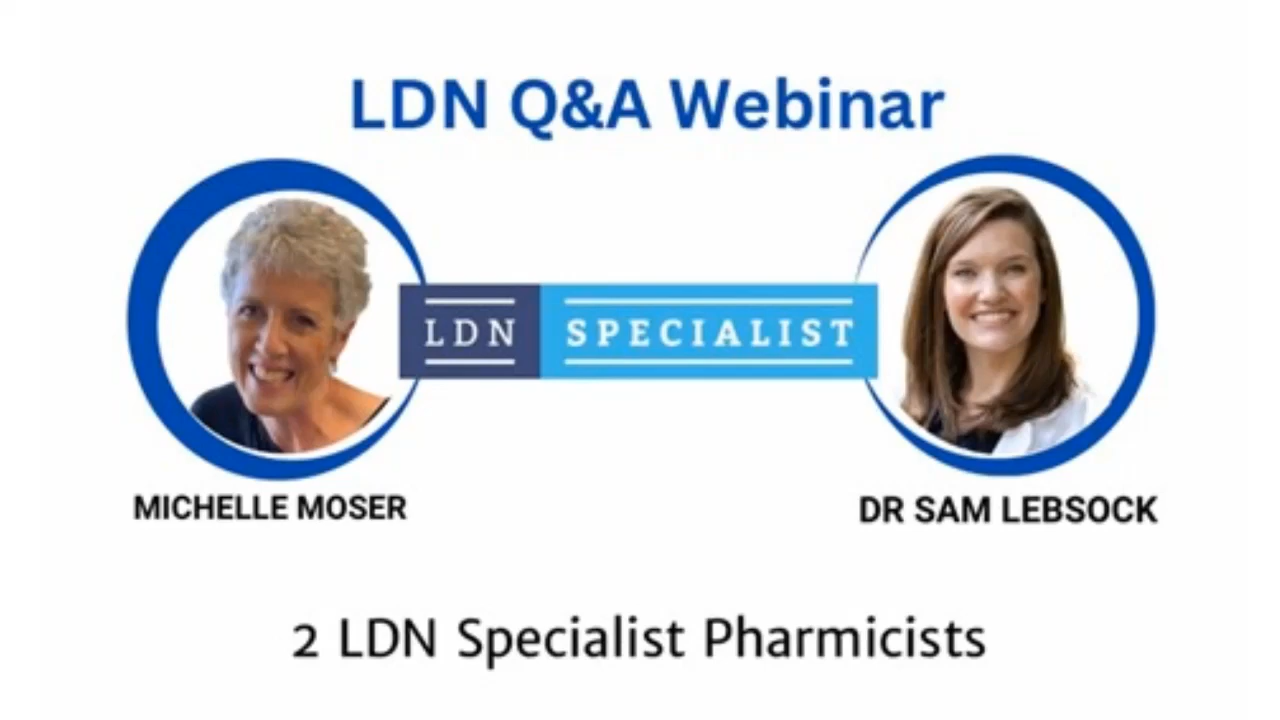 LDN Q&A Webinar
LDN SPECIALIST
MICHELLE MOSER
DR SAM LEBSOCK
2 LDN Specialist Pharmicists